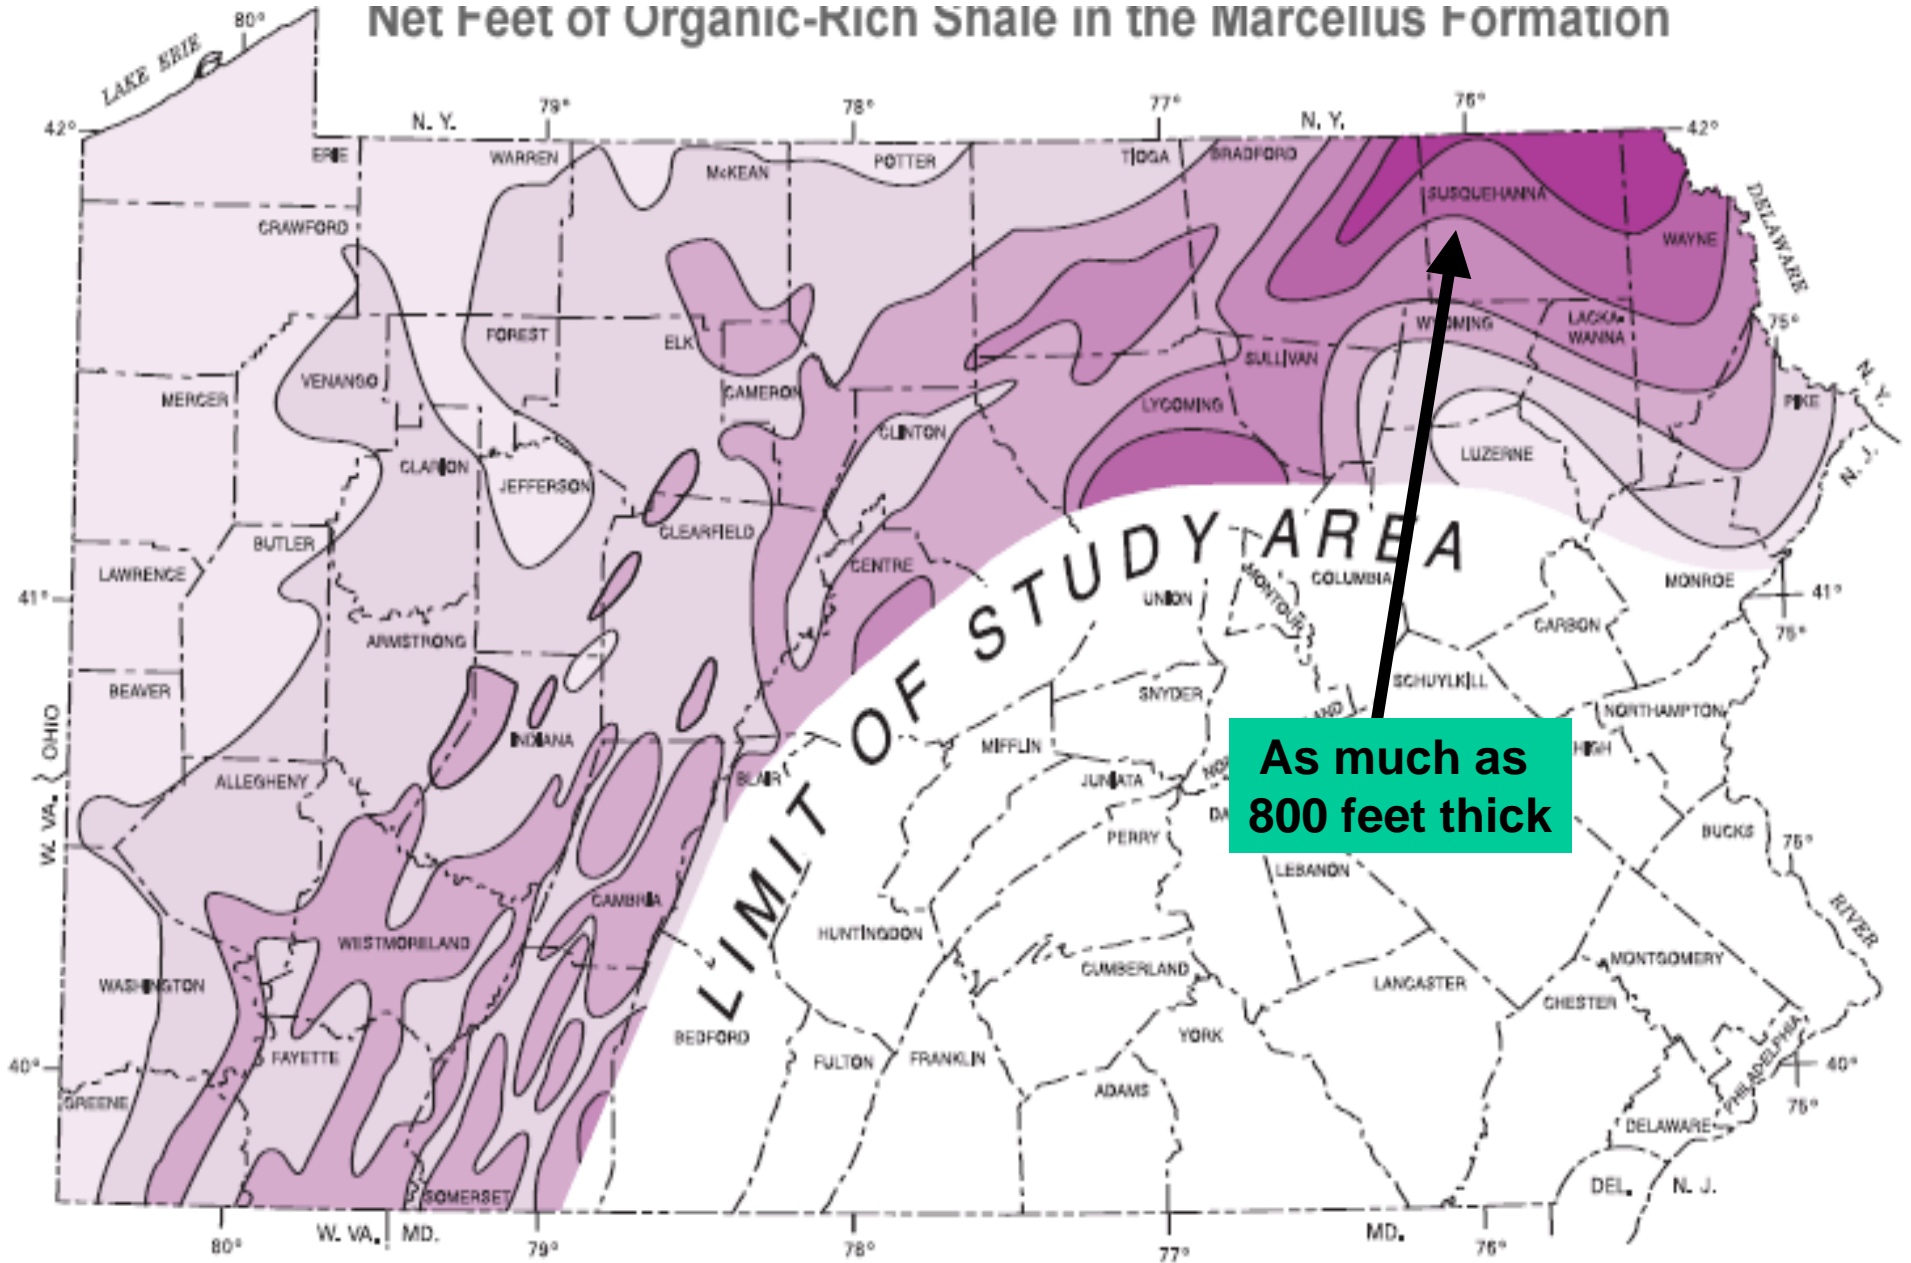 Net Feet of Organic-Rich Shale in the Marcellus Formation
LAKE ERIE
80°
79°
78°
77°
76°
42°
N. Y.
N. Y.
42°
ERIE
WARREN
McKEAN
POTTER
TIOGA
BRADFORD
SUSQUEHANNA
WAYNE
DELAWARE
CRAWFORD
FOREST
ELK
CAMERON
SULLIVAN
WYOMING
LACKA-
WANNA
75°
N. Y.
PIKE
MERCER
VENANGO
CLARION
JEFFERSON
CLINTON
LYCOMING
LUZERNE
N. J.
BUTLER
LAWRENCE
CLEARFIELD
CENTRE
LIMIT OF STUDY AREA
UNION
MONTOUR
COLUMBIA
MONROE
CARBON
41°
41°
75°
ARMSTRONG
BEAVER
INDIANA
SNYDER
SCHUYLKILL
NORTHAMPTON
OHIO
W. VA.
ALLEGHENY
BLAIR
MIFFLIN
JUNIATA
PERRY
As much as
800 feet thick
BUCKS
75°
LEBANON
CAMBRIA
WESTMORELAND
HUNTINGDON
CUMBERLAND
LANCASTER
MONTGOMERY
CHESTER
RIVER
WASHINGTON
BEDFORD
FULTON
FRANKLIN
YORK
ADAMS
PHILADELPHIA
DELAWARE
40°
40°
75°
FAYETTE
GREENE
SOMERSET
DEL.
N. J.
80°
W. VA.
MD.
79°
78°
77°
MD.
76°